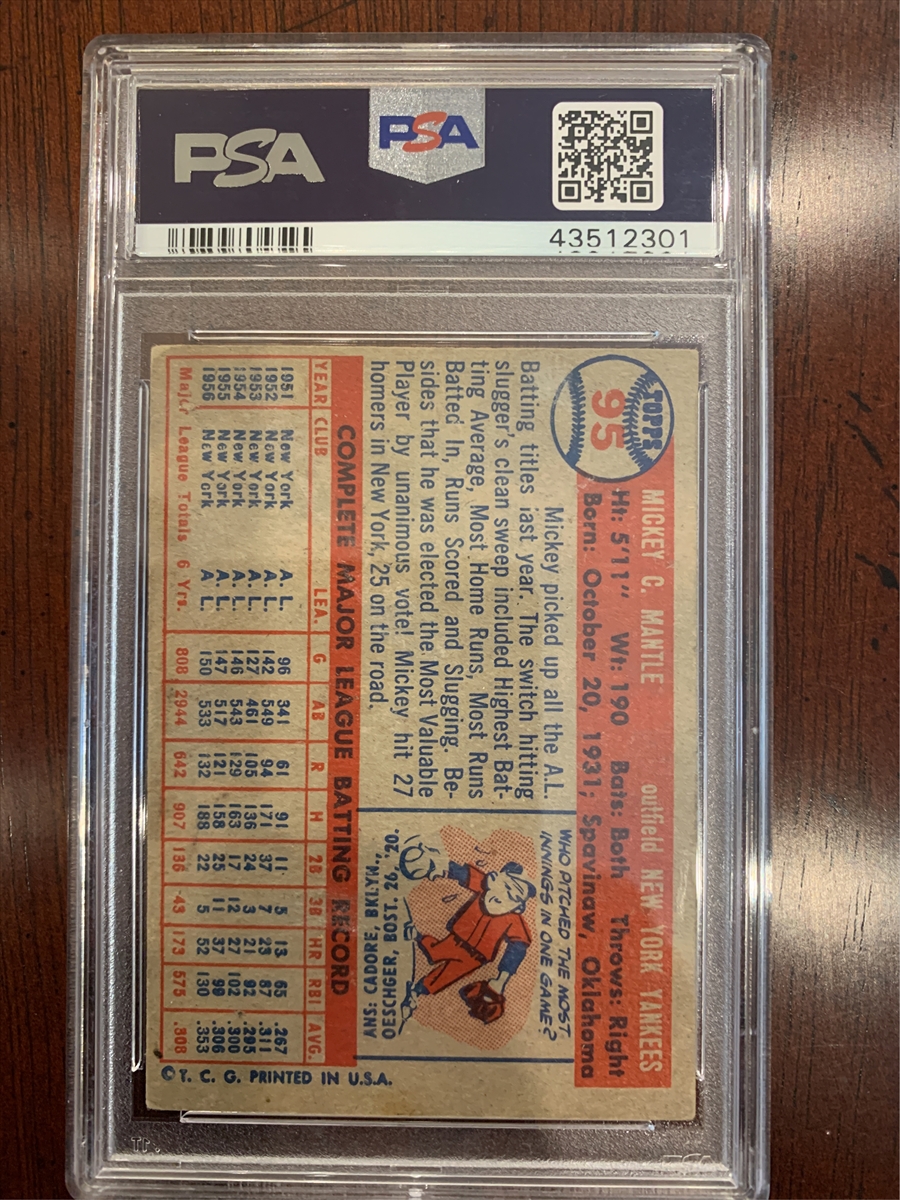 PSA
PSA
43512301
TOPPS
95
MICKEY C. MANTLE outfield NEW YORK YANKEES
Ht: 5'11" Wt: 190 Bats: Both Throws: Right
Born: October 20, 1931; Spavinaw, Oklahoma
Mickey picked up all the A.L.
Batting titles last year. The switch hitting
slugger's clean sweep included Highest Bat-
ting Average, Most Home Runs, Most Runs
Batted In, Runs Scored and Slugging. Be-
sides that he was elected the Most Valuable
Player by unanimous vote! Mickey hit 27
homers in New York, 25 on the road.
WHO PITCHED THE MOST
INNINGS IN ONE GAME?
ANS: CADORE, BKLYN...
OESCHGER, BOST. 26, '20.
COMPLETE MAJOR LEAGUE BATTING RECORD
YEAR CLUB LEA. G AB R H 2B 3B HR RBI AVG.
1951 New York A. L. 96 341 61 91 11 5 13 65 .267
1952 New York A. L. 142 549 94 171 37 7 23 87 .311
1953 New York A. L. 127 461 105 136 24 3 21 92 .295
1954 New York A. L. 146 543 129 163 17 12 27 102 .300
1955 New York A. L. 147 517 121 158 25 11 37 99 .306
1956 New York A. L. 150 533 132 188 22 5 52 130 .353
Major League Totals 6 Yrs. 808 2944 642 907 136 43 173 575 .308
© T. C. G. PRINTED IN U.S.A.
PSA